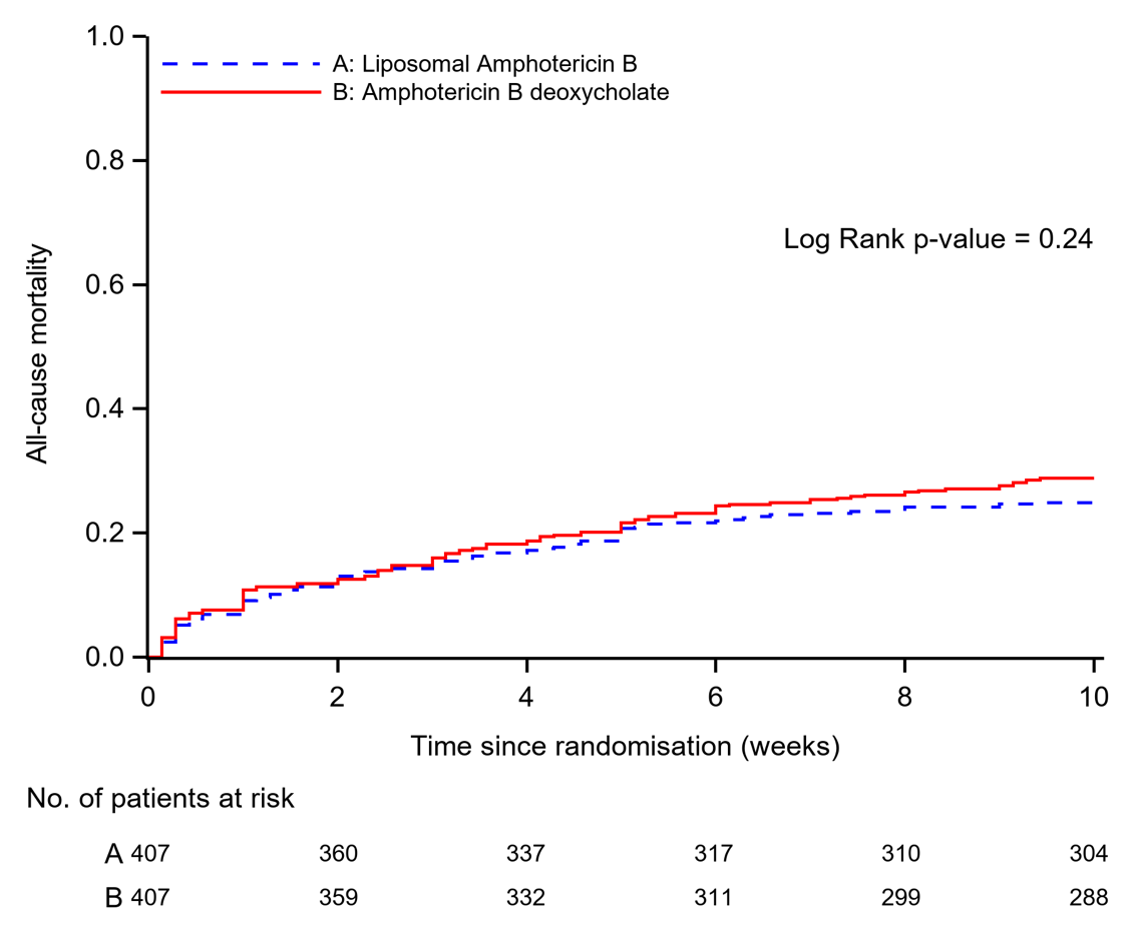 1.0
A: Liposomal Amphotericin B
B: Amphotericin B deoxycholate
0.8
Log Rank p-value = 0.24
0.6
All-cause mortality
0.4
0.2
0.0
0 2 4 6 8 10
Time since randomisation (weeks)
No. of patients at risk
A 407 360 337 317 310 304
B 407 359 332 311 299 288